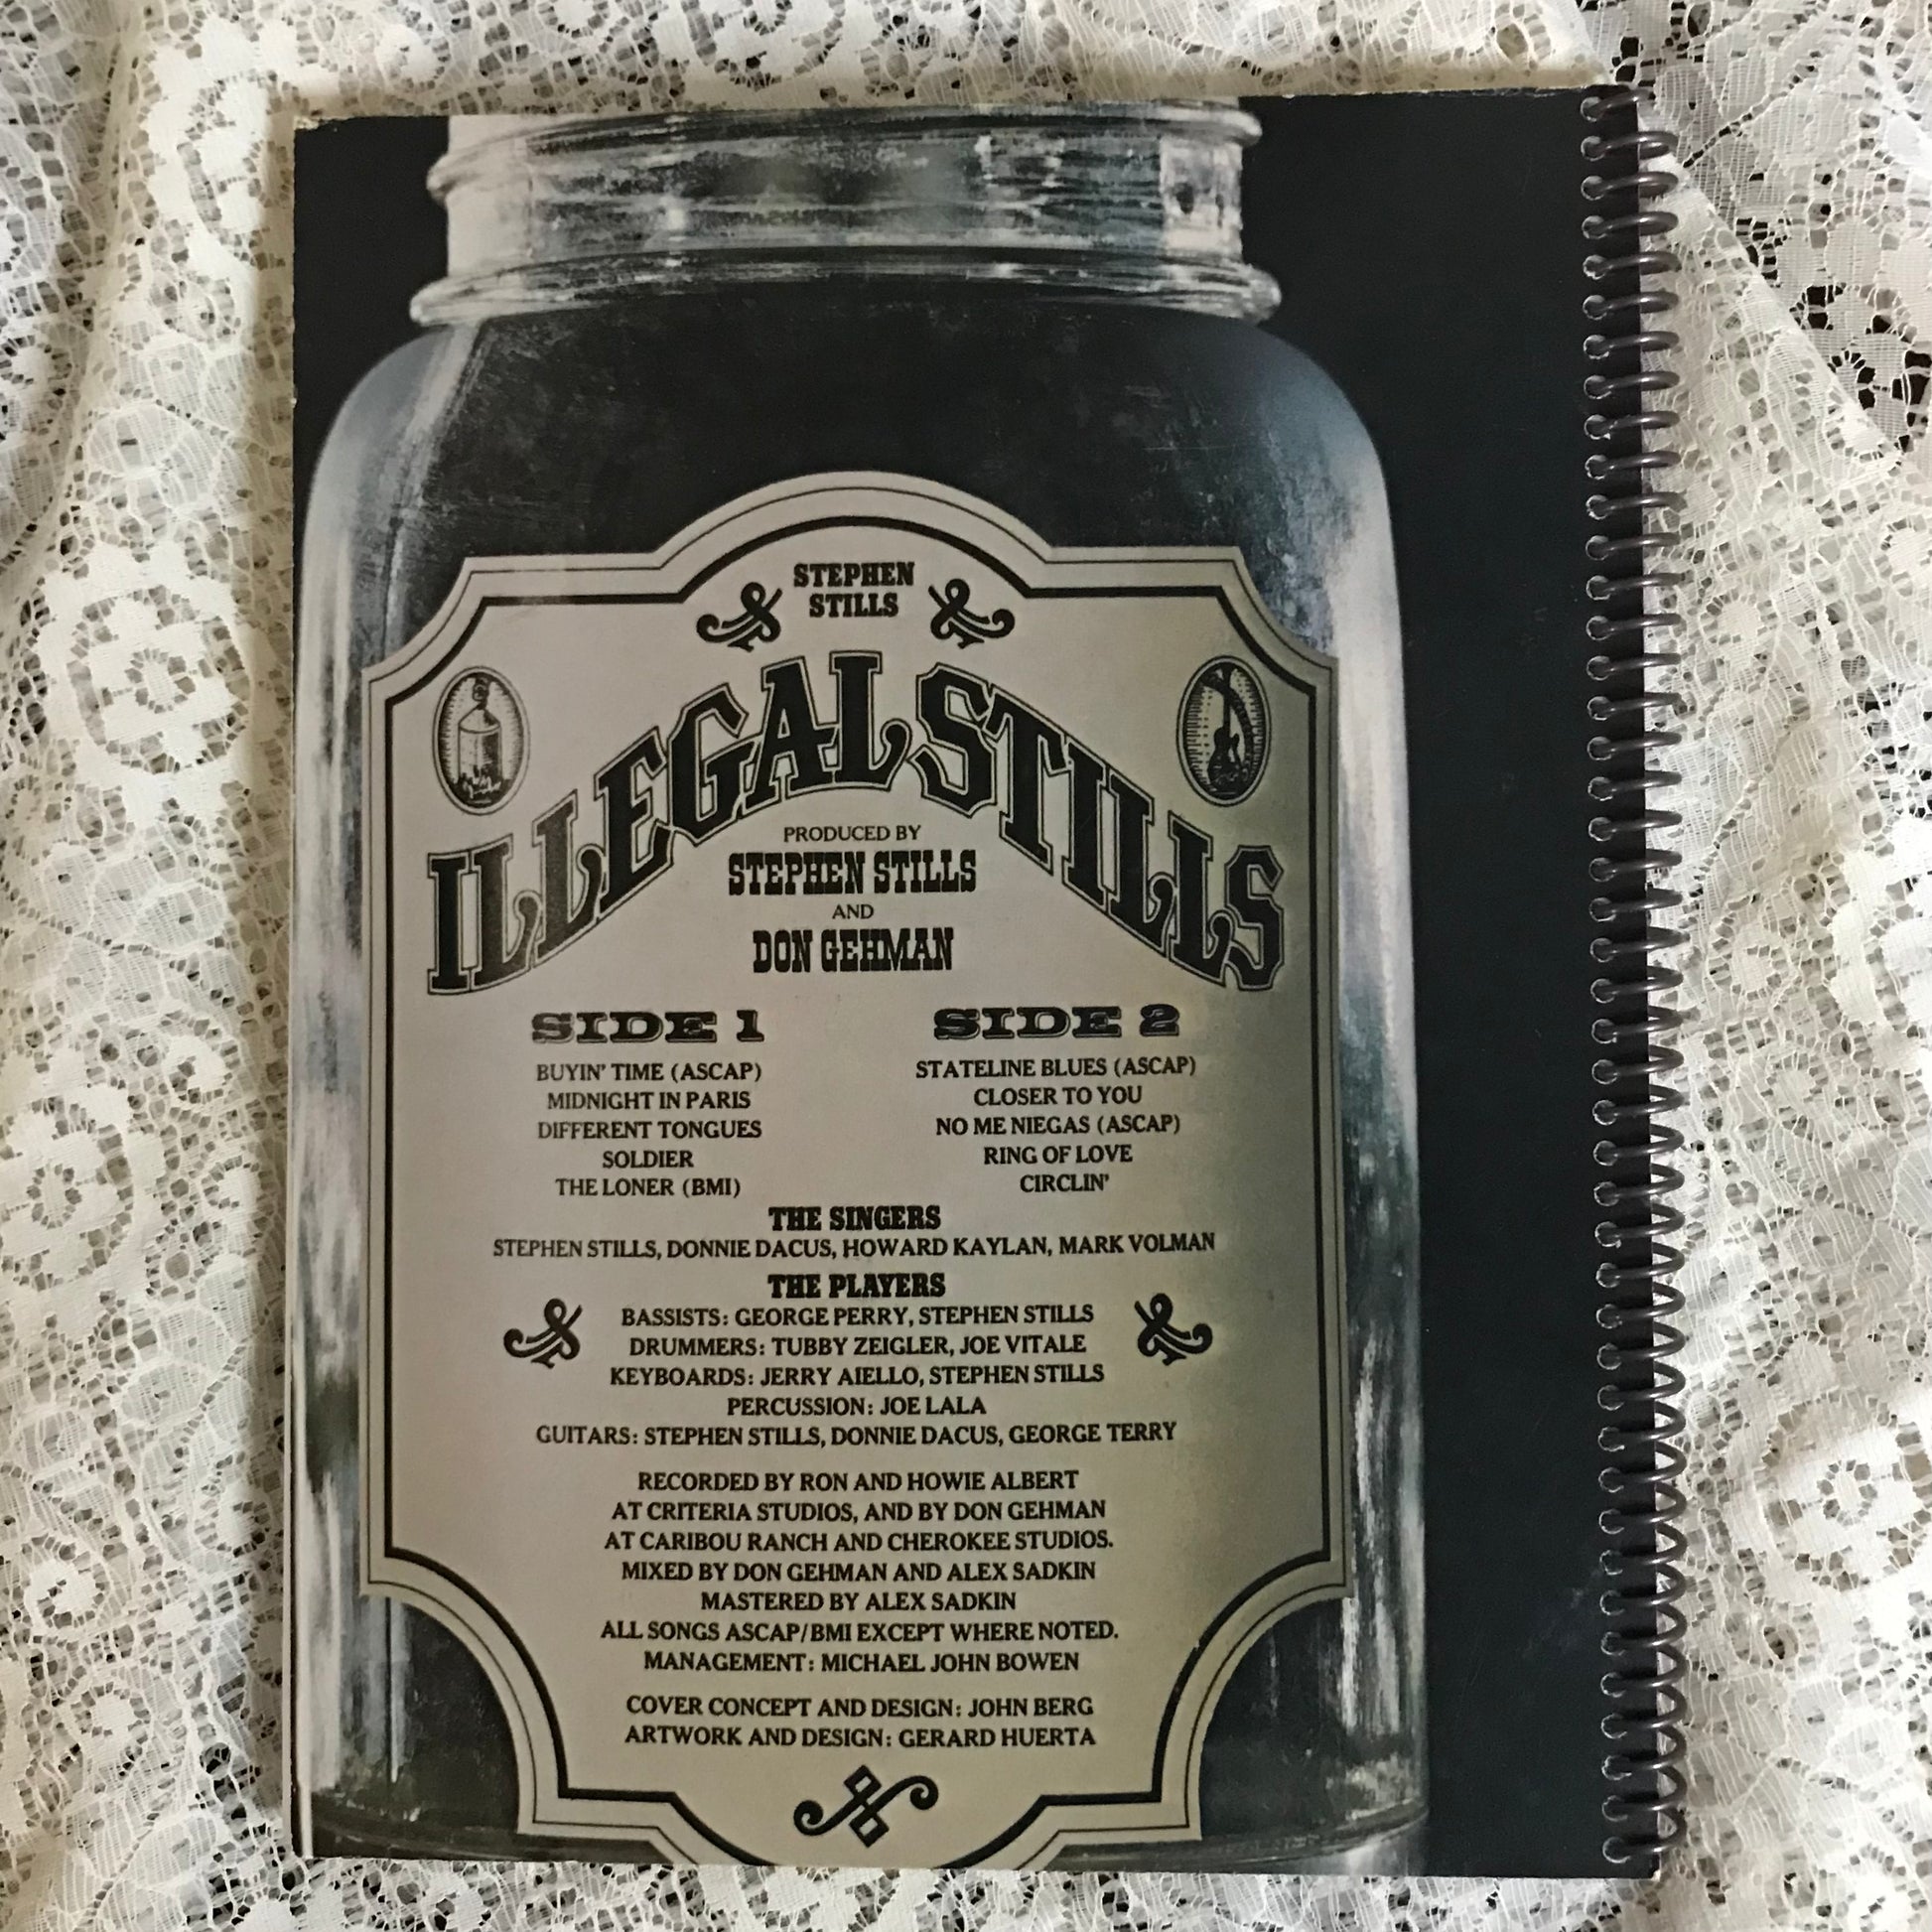 STEPHEN
STILLS
ILLEGAL STILLS
PRODUCED BY
STEPHEN STILLS
AND
DON GEHMAN
SIDE 1
BUYIN' TIME (ASCAP)
MIDNIGHT IN PARIS
DIFFERENT TONGUES
SOLDIER
THE LONER (BMI)
SIDE 2
STATELINE BLUES (ASCAP)
CLOSER TO YOU
NO ME NIEGAS (ASCAP)
RING OF LOVE
CIRCLIN'
THE SINGERS
STEPHEN STILLS, DONNIE DACUS, HOWARD KAYLAN, MARK VOLMAN
THE PLAYERS
BASSISTS: GEORGE PERRY, STEPHEN STILLS
DRUMMERS: TUBBY ZEIGLER, JOE VITALE
KEYBOARDS: JERRY AIELLO, STEPHEN STILLS
PERCUSSION: JOE LALA
GUITARS: STEPHEN STILLS, DONNIE DACUS, GEORGE TERRY
RECORDED BY RON AND HOWIE ALBERT
AT CRITERIA STUDIOS, AND BY DON GEHMAN
AT CARIBOU RANCH AND CHEROKEE STUDIOS.
MIXED BY DON GEHMAN AND ALEX SADKIN
MASTERED BY ALEX SADKIN
ALL SONGS ASCAP/BMI EXCEPT WHERE NOTED.
MANAGEMENT: MICHAEL JOHN BOWEN
COVER CONCEPT AND DESIGN: JOHN BERG
ARTWORK AND DESIGN: GERARD HUERTA